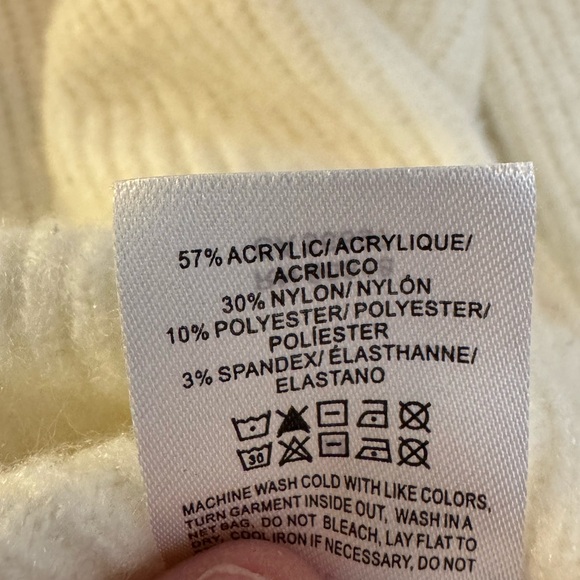 57% ACRYLIC/ACRYLIQUE/
ACRILICO
30% NYLON/ NYLÓN
10% POLYESTER/ POLYESTER/
POLÍESTER
3% SPANDEX/ ÉLASTHANNE/
ELASTANO
30
MACHINE WASH COLD WITH LIKE COLORS,
TURN GARMENT INSIDE OUT, WASH IN A
NET BAG, DO NOT BLEACH, LAY FLAT TO
DRY, COOL IRON IF NECESSARY, DO NOT